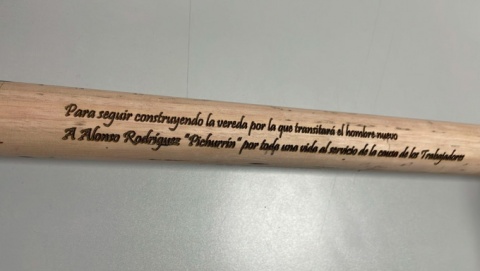 Para seguir construyendo la vereda por la que transitará el hombre nuevo
A Alonso Rodríguez "Pichurrin" por toda una vida al servicio de la causa de los Trabajadores